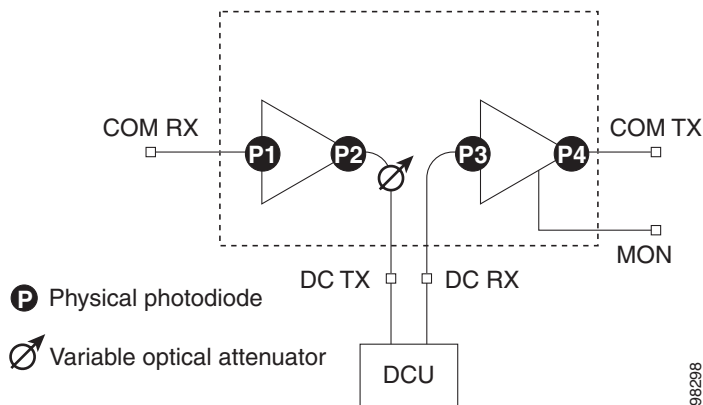 COM RX
P1
P2
P3
P4
COM TX
MON
DC TX
DC RX
P Physical photodiode
Variable optical attenuator
DCU
98298